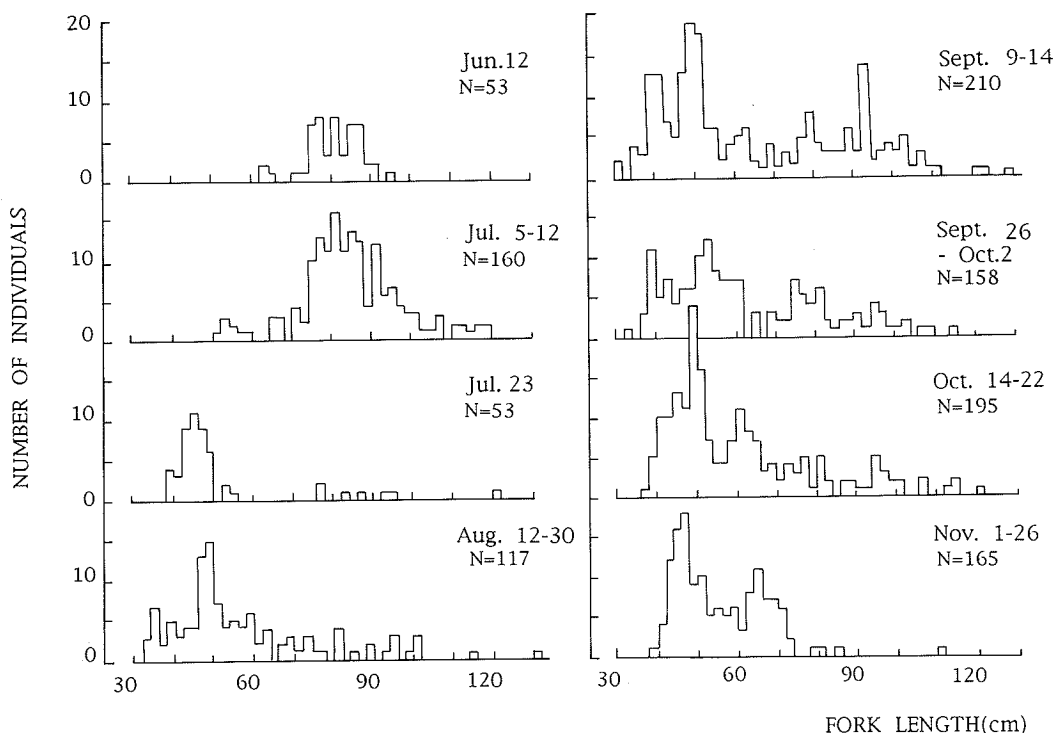 NUMBER OF INDIVIDUALS
20
10
0
Jun.12
N=53
10
0
Jul. 5-12
N=160
10
0
Jul. 23
N=53
10
0
Aug. 12-30
N=117
30 60 90 120
Sept. 9-14
N=210
Sept. 26
- Oct.2
N=158
Oct. 14-22
N=195
Nov. 1-26
N=165
30 60 90 120
FORK LENGTH(cm)